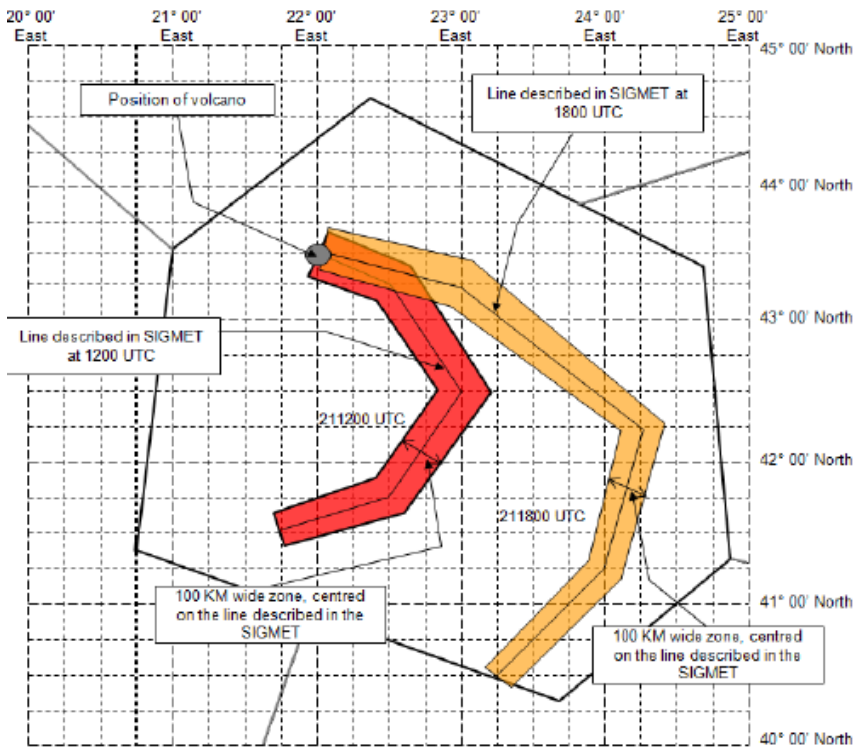 20° 00' 21° 00' 22° 00' 23° 00' 24° 00' 25° 00'
East East East East East East
45° 00' North
Position of volcano
Line described in SIGMET at
1800 UTC
44° 00' North
43° 00' North
Line described in SIGMET
at 1200 UTC
211200 UTC
42° 00' North
211800 UTC
100 KM wide zone, centred
on the line described in the
SIGMET
41° 00' North
100 KM wide zone, centred
on the line described in the
SIGMET
40° 00' North